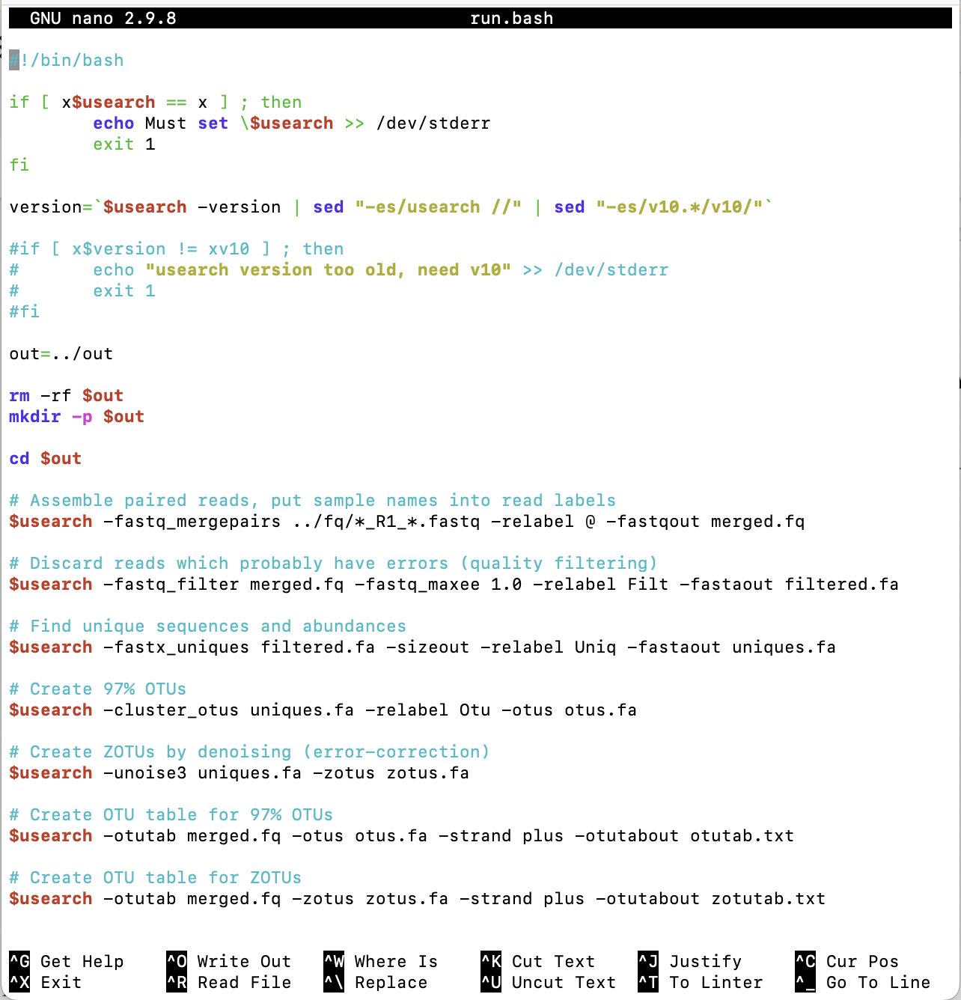 GNU nano 2.9.8 run.bash
#!/bin/bash
if [ x$usearch == x ] ; then
echo Must set \$usearch >> /dev/stderr
exit 1
fi
version=`$usearch -version | sed "-es/usearch //" | sed "-es/v10.*/v10/"`
#if [ x$version != xv10 ] ; then
# echo "usearch version too old, need v10" >> /dev/stderr
# exit 1
#fi
out=../out
rm -rf $out
mkdir -p $out
cd $out
# Assemble paired reads, put sample names into read labels
$usearch -fastq_mergepairs ../fq/*_R1_*.fastq -relabel @ -fastqout merged.fq
# Discard reads which probably have errors (quality filtering)
$usearch -fastq_filter merged.fq -fastq_maxee 1.0 -relabel Filt -fastaout filtered.fa
# Find unique sequences and abundances
$usearch -fastx_uniques filtered.fa -sizeout -relabel Uniq -fastaout uniques.fa
# Create 97% OTUs
$usearch -cluster_otus uniques.fa -relabel Otu -otus otus.fa
# Create ZOTUs by denoising (error-correction)
$usearch -unoise3 uniques.fa -zotus zotus.fa
# Create OTU table for 97% OTUs
$usearch -otutab merged.fq -otus otus.fa -strand plus -otutabout otutab.txt
# Create OTU table for ZOTUs
$usearch -otutab merged.fq -zotus zotus.fa -strand plus -otutabout zotutab.txt
^G Get Help ^O Write Out ^W Where Is ^K Cut Text ^J Justify ^C Cur Pos
^X Exit ^R Read File ^\ Replace ^U Uncut Text ^T To Linter ^_ Go To Line